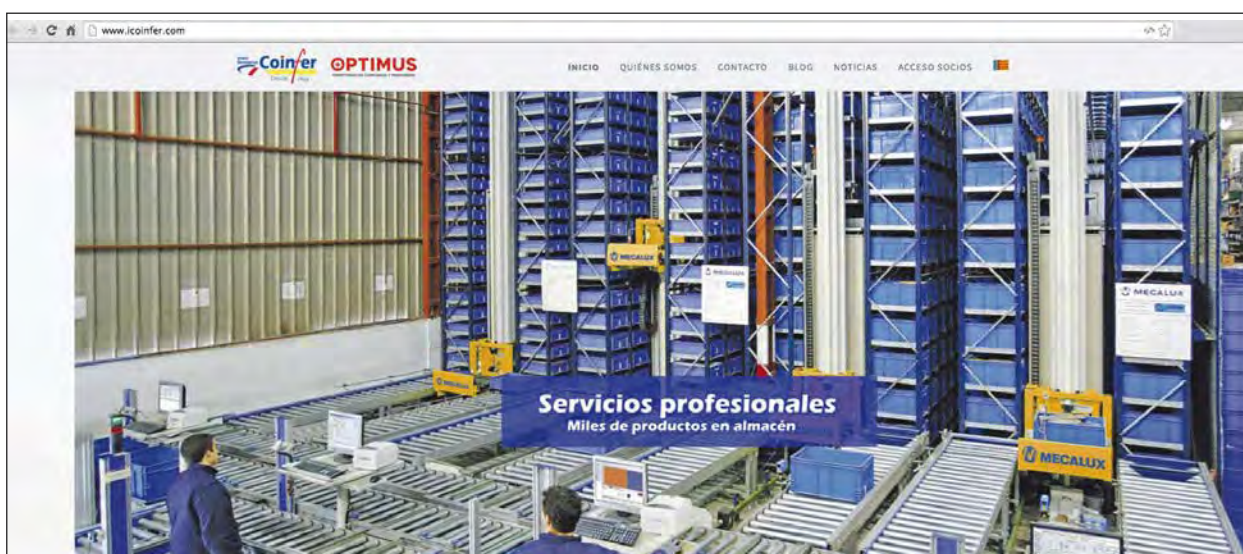 www.icoinfer.com
Coinfer
OPTIMUS
INICIO QUIÉNES SOMOS CONTACTO BLOG NOTICIAS ACCESO SOCIOS
MECALUX
MECALUX
MECALUX
MECALUX
Servicios profesionales
Miles de productos en almacén
MECALUX